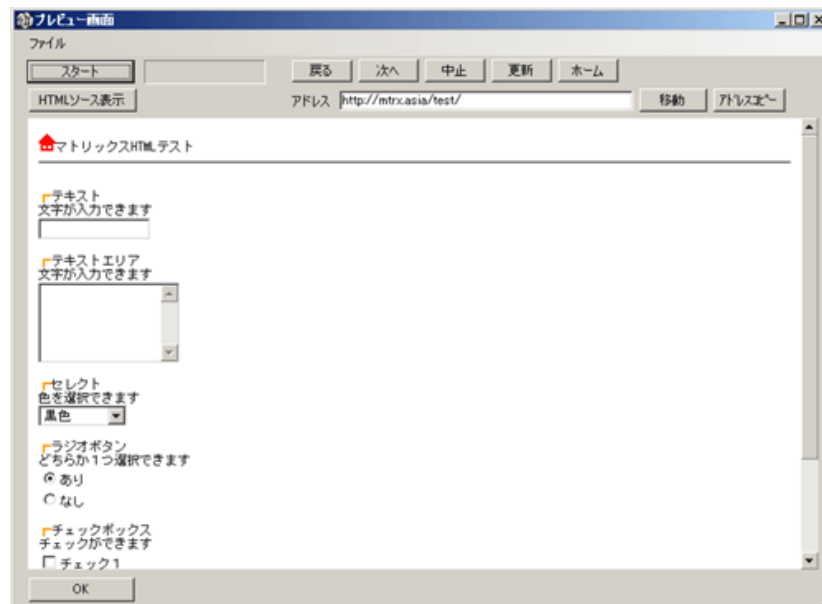 プレビュー画面
ファイル
スタート 戻る 次へ 中止 更新 ホーム
HTMLソース表示 アドレス http://mtrx.asia/test/ 移動 アドレスコピー
マトリックスHTMLテスト
┏テキスト
文字が入力できます
┏テキストエリア
文字が入力できます
┏セレクト
色を選択できます
黒色
┏ラジオボタン
どちらか1つ選択できます
あり
なし
┏チェックボックス
チェックができます
チェック1
OK